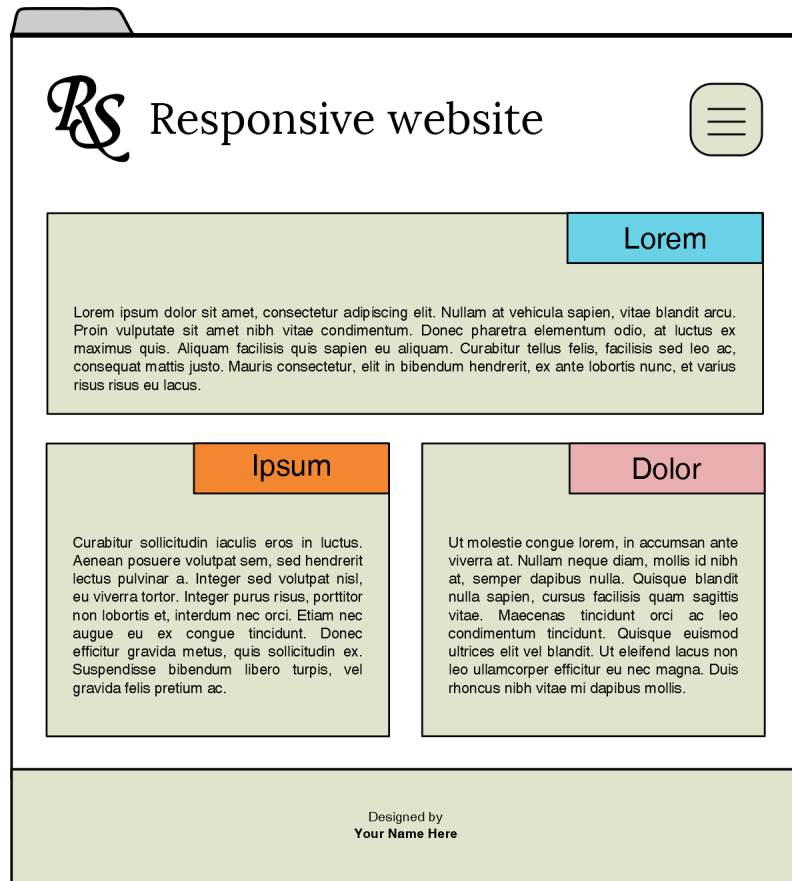 RS
Responsive website
Lorem
Lorem ipsum dolor sit amet, consectetur adipiscing elit. Nullam at vehicula sapien, vitae blandit arcu.
Proin vulputate sit amet nibh vitae condimentum. Donec pharetra elementum odio, at luctus ex
maximus quis. Aliquam facilisis quis sapien eu aliquam. Curabitur tellus felis, facilisis sed leo ac,
consequat mattis justo. Mauris consectetur, elit in bibendum hendrerit, ex ante lobortis nunc, et varius
risus risus eu lacus.
Ipsum
Curabitur sollicitudin iaculis eros in luctus.
Aenean posuere volutpat sem, sed hendrerit
lectus pulvinar a. Integer sed volutpat nisl,
eu viverra tortor. Integer purus risus, porttitor
non lobortis et, interdum nec orci. Etiam nec
augue eu ex congue tincidunt. Donec
efficitur gravida metus, quis sollicitudin ex.
Suspendisse bibendum libero turpis, vel
gravida felis pretium ac.
Dolor
Ut molestie congue lorem, in accumsan ante
viverra at. Nullam neque diam, mollis id nibh
at, semper dapibus nulla. Quisque blandit
nulla sapien, cursus facilisis quam sagittis
vitae. Maecenas tincidunt orci ac leo
condimentum tincidunt. Quisque euismod
ultrices elit vel blandit. Ut eleifend lacus non
leo ullamcorper efficitur eu nec magna. Duis
rhoncus nibh vitae mi dapibus mollis.
Designed by
Your Name Here